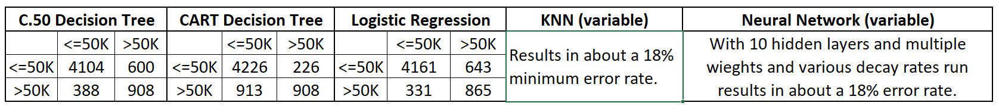 C.50 Decision Tree CART Decision Tree Logistic Regression KNN (variable) Neural Network (variable)
<=50K >50K <=50K >50K <=50K >50K
<=50K 4104 600 <=50K 4226 226 <=50K 4161 643
>50K 388 908 >50K 913 908 >50K 331 865
Results in about a 18%
minimum error rate.
With 10 hidden layers and multiple
wieghts and various decay rates run
results in about a 18% error rate.